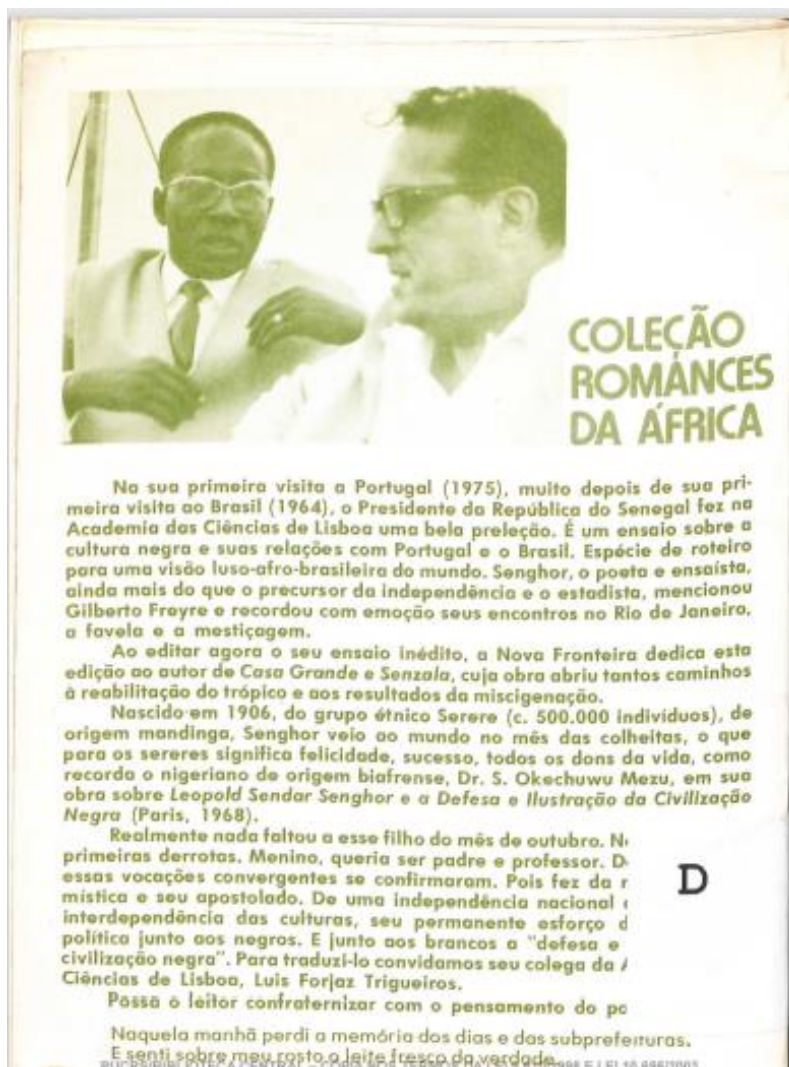 COLEÇÃO
ROMANCES
DA ÁFRICA
Na sua primeira visita a Portugal (1975), muito depois de sua pri-
meira visita ao Brasil (1964), o Presidente da República do Senegal fez na
Academia das Ciências de Lisboa uma bela preleção. É um ensaio sobre a
cultura negra e suas relações com Portugal e o Brasil. Espécie de roteiro
para uma visão luso-afro-brasileira do mundo. Senghor, o poeta e ensaísta,
ainda mais do que o precursor da independência e o estadista, mencionou
Gilberto Freyre e recordou com emoção seus encontros no Rio de Janeiro,
a favela e a mestiçagem.
Ao editar agora o seu ensaio inédito, a Nova Fronteira dedica esta
edição ao autor de Casa Grande e Senzala, cuja obra abriu tantos caminhos
à reabilitação do trópico e aos resultados da miscigenação.
Nascido em 1906, do grupo étnico Serere (c. 500.000 indivíduos), de
origem mandinga, Senghor veio ao mundo no mês das colheitas, o que
para os sereres significa felicidade, sucesso, todos os dons da vida, como
recorda o nigeriano de origem biafrense, Dr. S. Okechuwu Mezu, em sua
obra sobre Leopold Sendar Senghor e a Defesa e Ilustração da Civilização
Negra (Paris, 1968).
Realmente nada faltou a esse filho do mês de outubro.
primeiras derrotas. Menino, queria ser padre e professor.
essas vocações convergentes se confirmaram. Pois fez da
mística e seu apostolado. De uma independência nacional
interdependência das culturas, seu permanente esforço
política junto aos negros. E junto aos brancos a "defesa e
civilização negra". Para traduzi-lo convidamos seu colega da
Ciências de Lisboa, Luis Forjaz Trigueiros.
Possa o leitor confraternizar com o pensamento do
D
Naquela manhã perdi a memória dos dias e das subprefeituras.
E senti sobre meu rosto o leite fresco da verdade